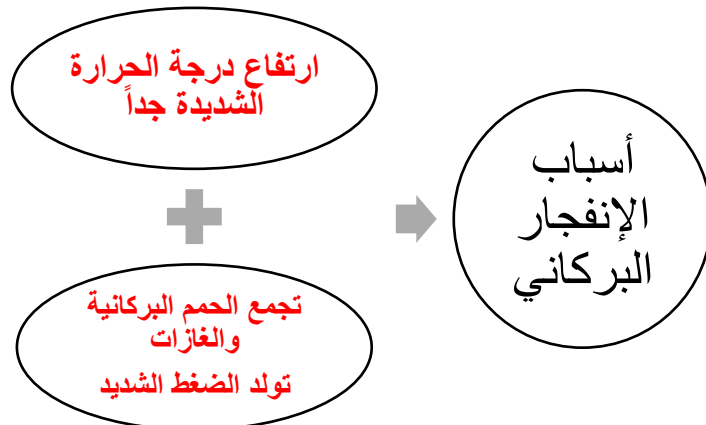 ارتفاع درجة الحرارة
الشديدة جداً
أسباب
الإنفجار
البركاني
تجمع الحمم البركانية
والغازات
تولد الضغط الشديد